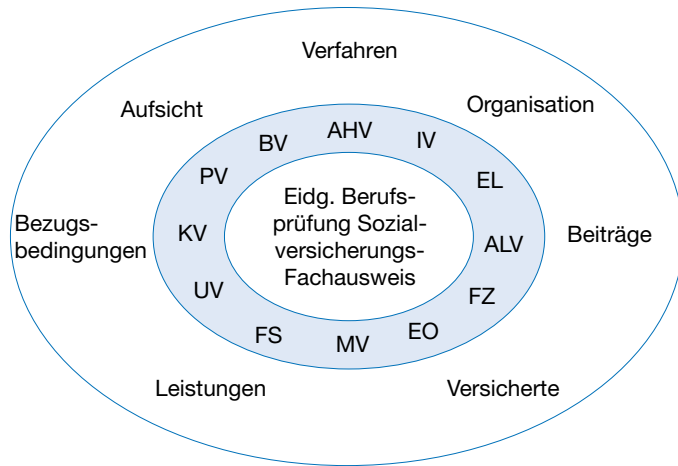 Verfahren
Aufsicht
Organisation
AHV
BV
IV
PV
EL
Eidg. Berufs-
prüfung Sozial-
versicherungs-
Fachausweis
Bezugs-
bedingungen
KV
ALV
Beiträge
UV
FZ
FS
MV
EO
Leistungen
Versicherte